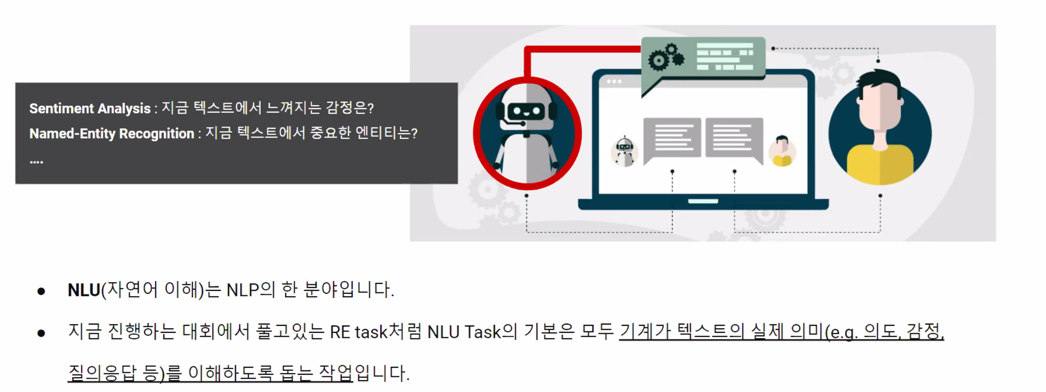 Sentiment Analysis : 지금 텍스트에서 느껴지는 감정은?
Named-Entity Recognition : 지금 텍스트에서 중요한 엔티티는?
....
● NLU(자연어 이해)는 NLP의 한 분야입니다.
● 지금 진행하는 대회에서 풀고있는 RE task처럼 NLU Task의 기본은 모두 기계가 텍스트의 실제 의미(e.g. 의도, 감정,
질의응답 등)를 이해하도록 돕는 작업입니다.